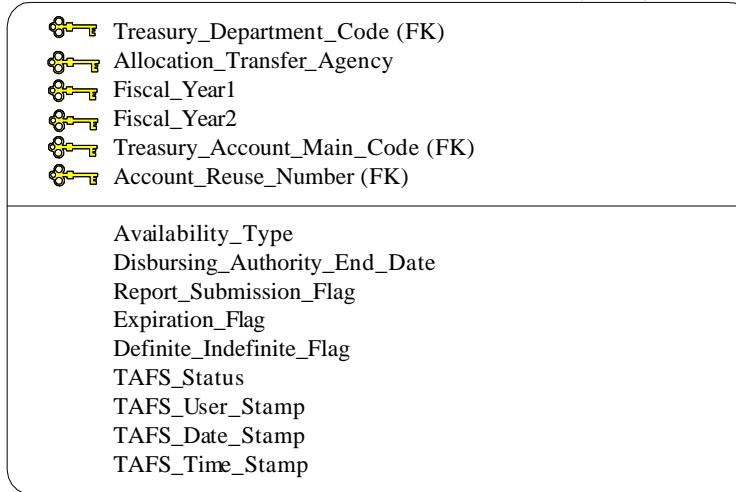 Treasury_Department_Code (FK)
Allocation_Transfer_Agency
Fiscal_Year1
Fiscal_Year2
Treasury_Account_Main_Code (FK)
Account_Reuse_Number (FK)
Availability_Type
Disbursing_Authority_End_Date
Report_Submission_Flag
Expiration_Flag
Definite_Indefinite_Flag
TAFS_Status
TAFS_User_Stamp
TAFS_Date_Stamp
TAFS_Time_Stamp